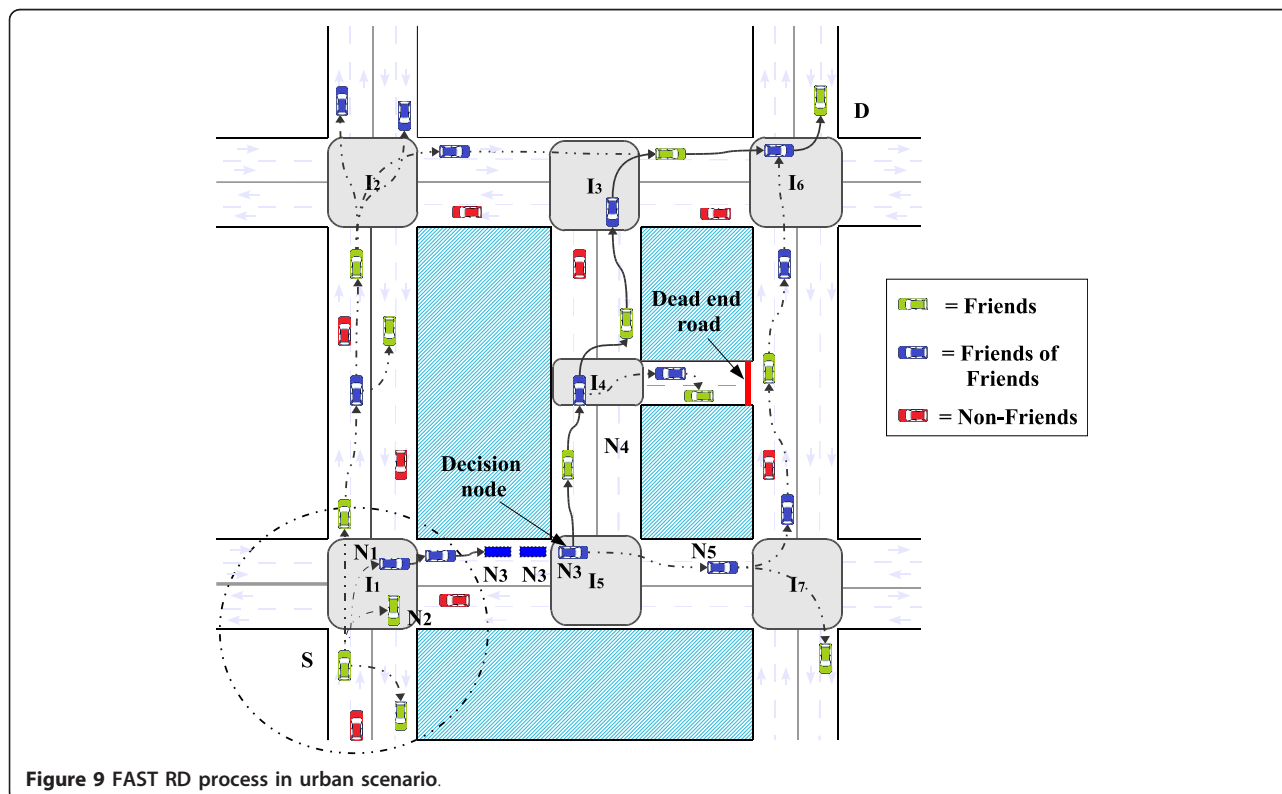 D
I2
I3
I6
Dead end
road
= Friends
= Friends of
Friends
= Non-Friends
I4
N4
Decision
node
N1
N3
N3
N3
N5
I1
I5
I7
N2
S
Figure 9 FAST RD process in urban scenario.